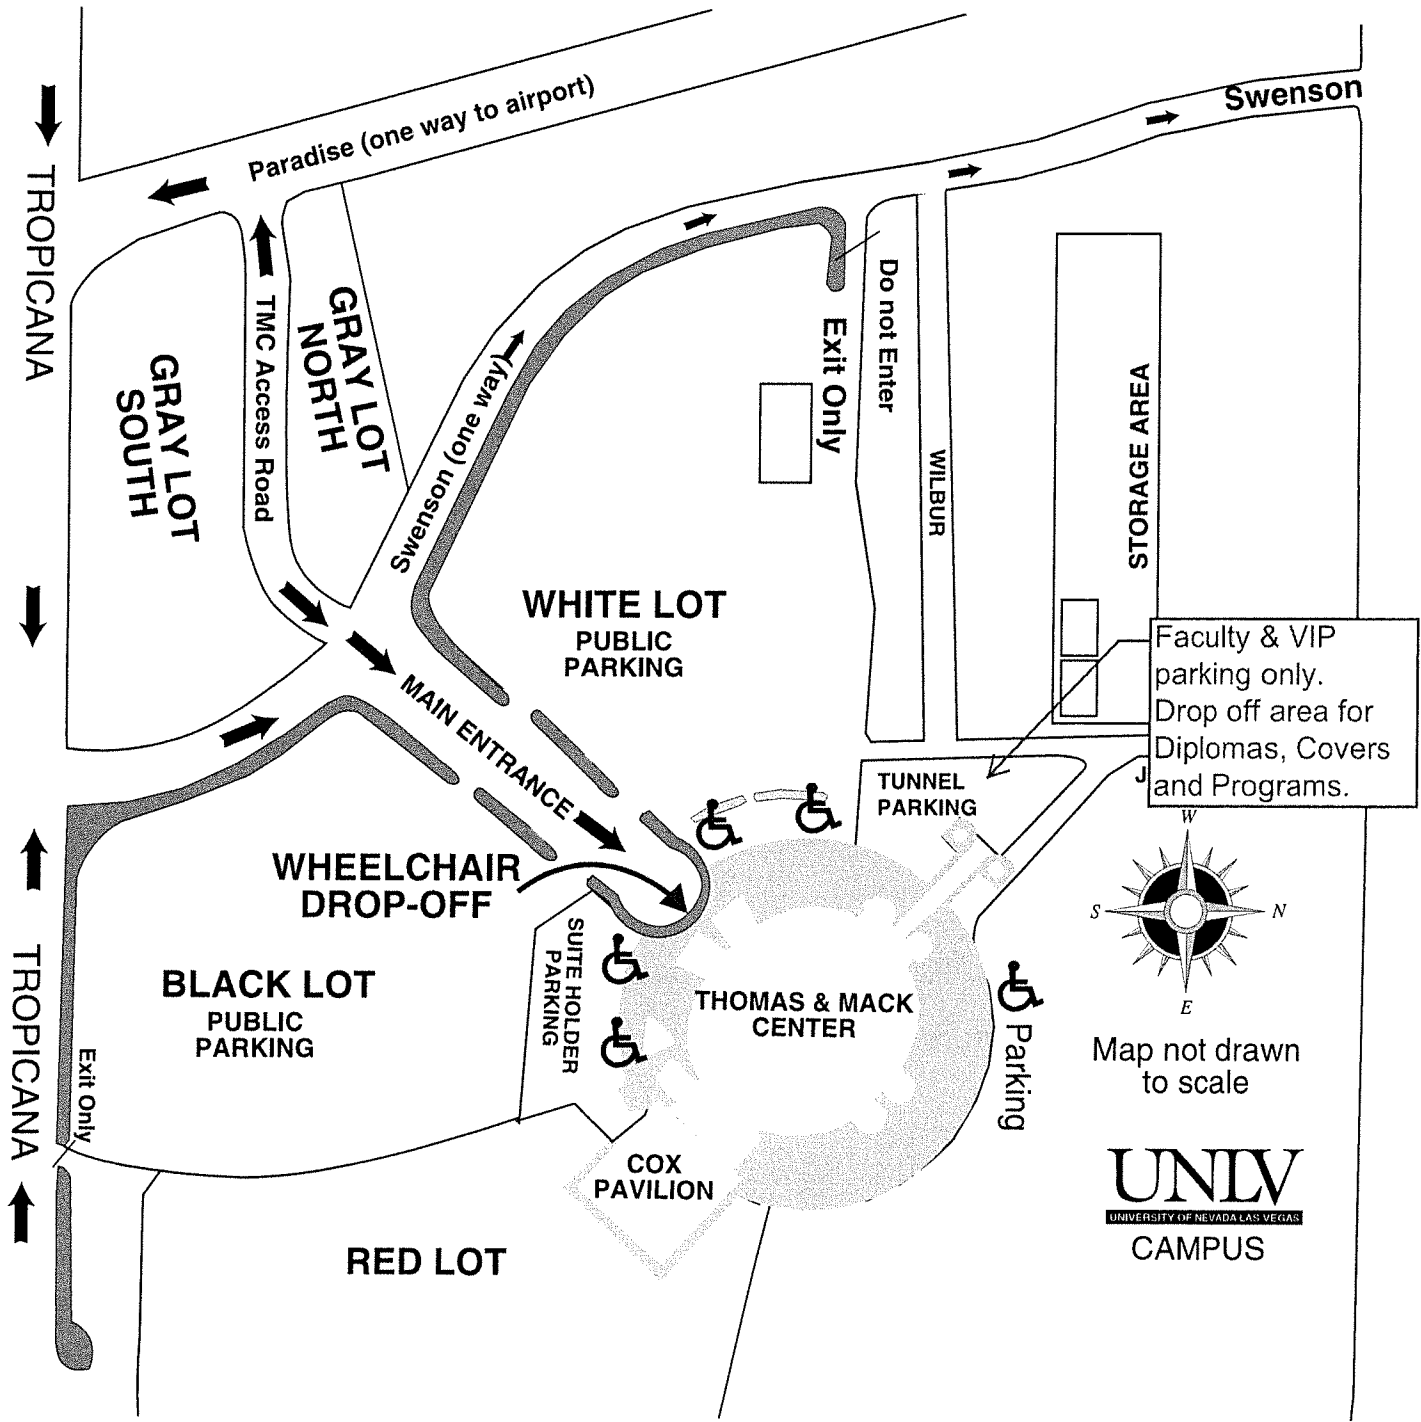 Swenson
Paradise (one way to airport)
TROPICANA
TMC Access Road
GRAY LOT
NORTH
GRAY LOT
SOUTH
Swenson (one way)
Exit Only
Do not Enter
WILBUR
STORAGE AREA
WHITE LOT
PUBLIC
PARKING
Faculty & VIP
parking only.
Drop off area for
Diplomas, Covers
and Programs.
J
MAIN ENTRANCE
TUNNEL
PARKING
WHEELCHAIR
DROP-OFF
W
S
N
E
SUITE HOLDER
PARKING
BLACK LOT
PUBLIC
PARKING
THOMAS & MACK
CENTER
TROPICANA
Exit Only
Parking
Map not drawn
to scale
COX
PAVILION
RED LOT
UNLV
UNIVERSITY OF NEVADA LAS VEGAS
CAMPUS